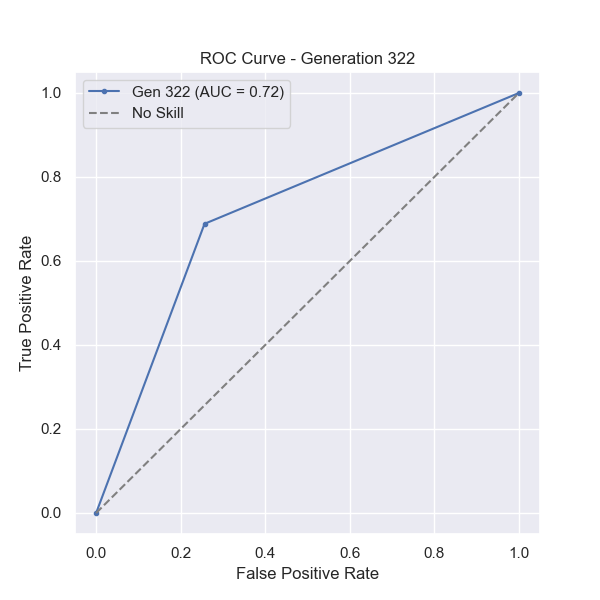 ROC Curve - Generation 322
Gen 322 (AUC = 0.72)
No Skill
True Positive Rate
1.0
0.8
0.6
0.4
0.2
0.0
0.0 0.2 0.4 0.6 0.8 1.0
False Positive Rate